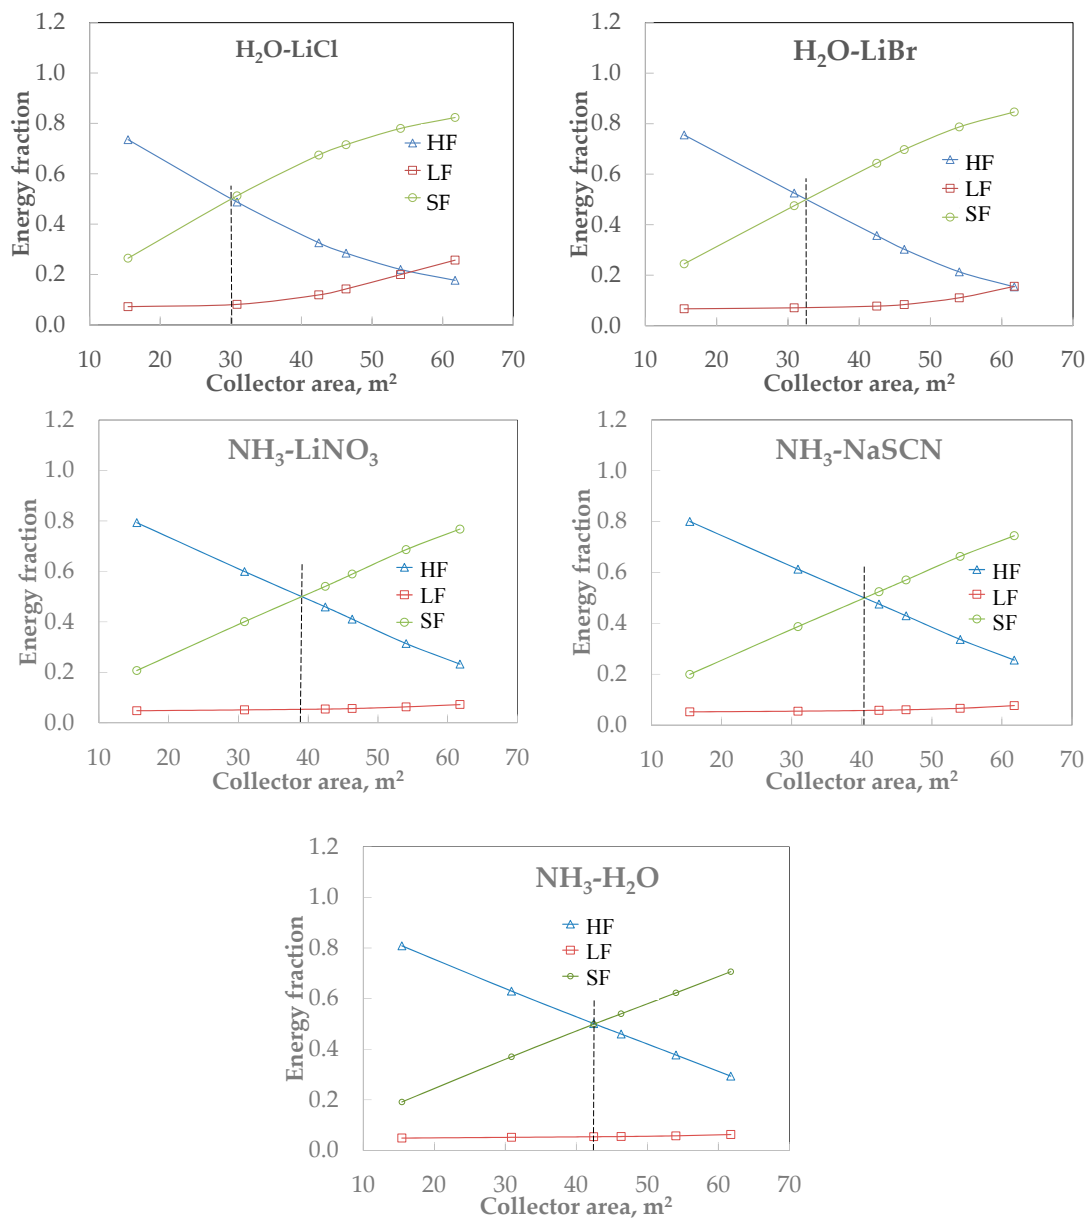 H₂O-LiCl
Energy fraction
1.2
1.0
0.8
0.6
0.4
0.2
0.0
HF
LF
SF
10 20 30 40 50 60 70
Collector area, m²
H₂O-LiBr
Energy fraction
1.2
1.0
0.8
0.6
0.4
0.2
0.0
HF
LF
SF
10 20 30 40 50 60 70
Collector area, m²
NH₃-LiNO₃
Energy fraction
1.2
1.0
0.8
0.6
0.4
0.2
0.0
HF
LF
SF
10 20 30 40 50 60 70
Collector area, m²
NH₃-NaSCN
Energy fraction
1.2
1.0
0.8
0.6
0.4
0.2
0.0
HF
LF
SF
10 20 30 40 50 60 70
Collector area, m²
NH₃-H₂O
Energy fraction
1.2
1.0
0.8
0.6
0.4
0.2
0.0
HF
LF
SF
10 20 30 40 50 60 70
Collector area, m²